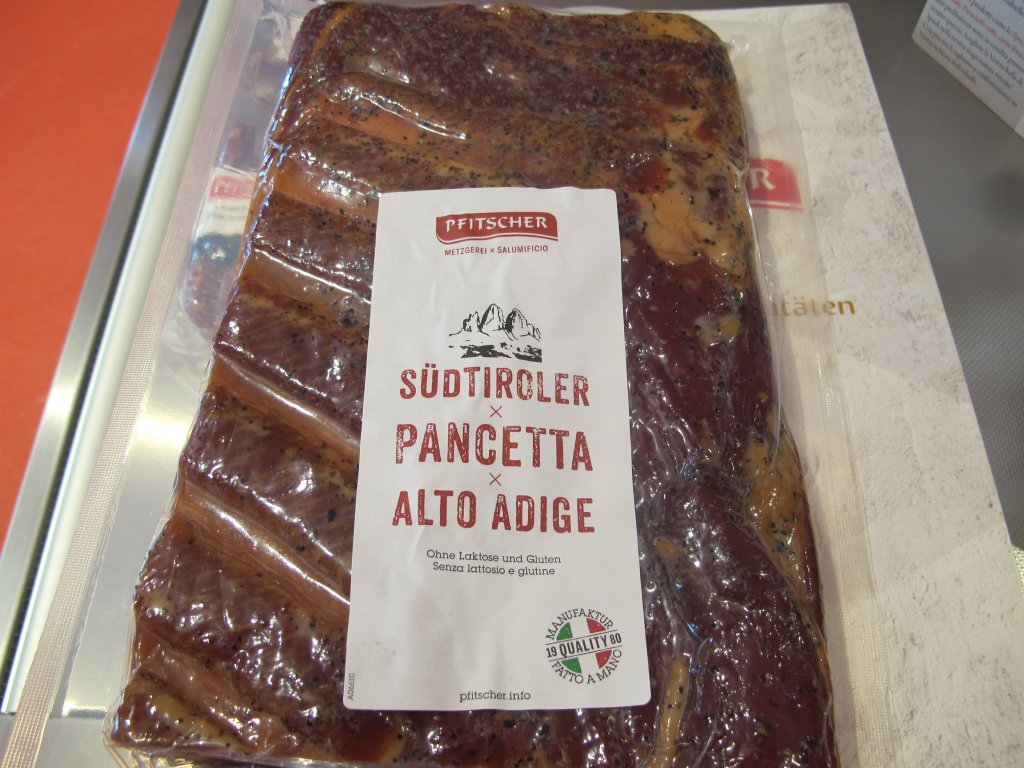 PFITSCHER
METZGEREI × SALUMIFICIO
SÜDTIROLER
×
PANCETTA
×
ALTO ADIGE
Ohne Laktose und Gluten
Senza lattosio e glutine
MANUFAKTUR
19 QUALITY 80
FATTO A MANO
pfitscher.info
A06610
R
itäten